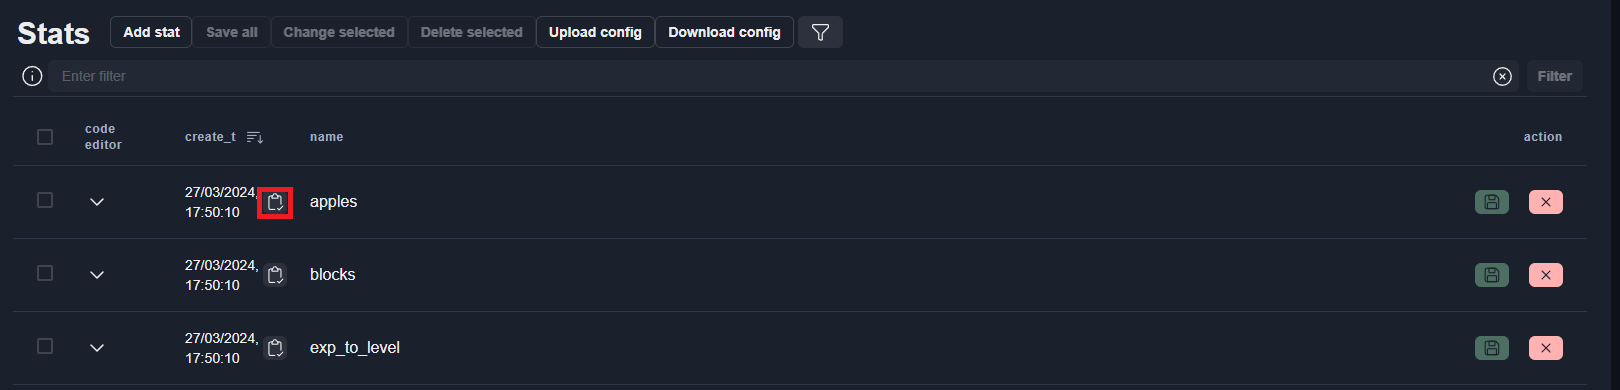 Stats Add stat Save all Change selected Delete selected Upload config Download config
Enter filter Filter
code editor create_t name action
27/03/2024, 17:50:10 apples
27/03/2024, 17:50:10 blocks
27/03/2024, 17:50:10 exp_to_level